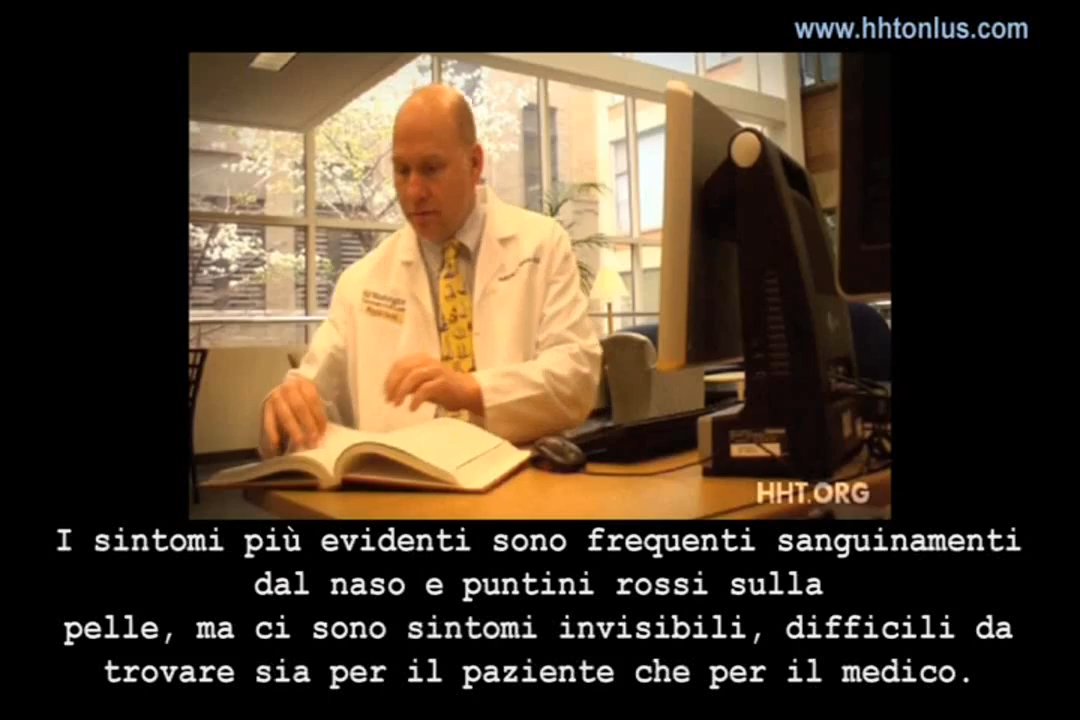 www.hhtonlus.com
HHT.ORG
I sintomi più evidenti sono frequenti sanguinamenti
dal naso e puntini rossi sulla
pelle, ma ci sono sintomi invisibili, difficili da
trovare sia per il paziente che per il medico.